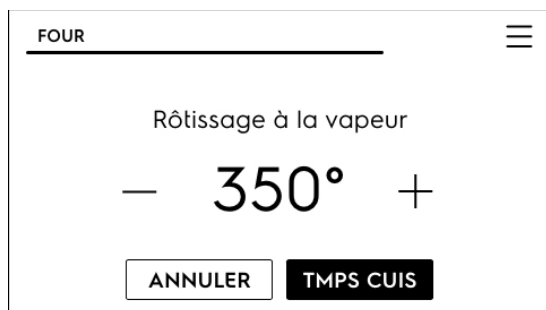 FOUR
Rôtissage à la vapeur
— 350° +
ANNULER TMPS CUIS